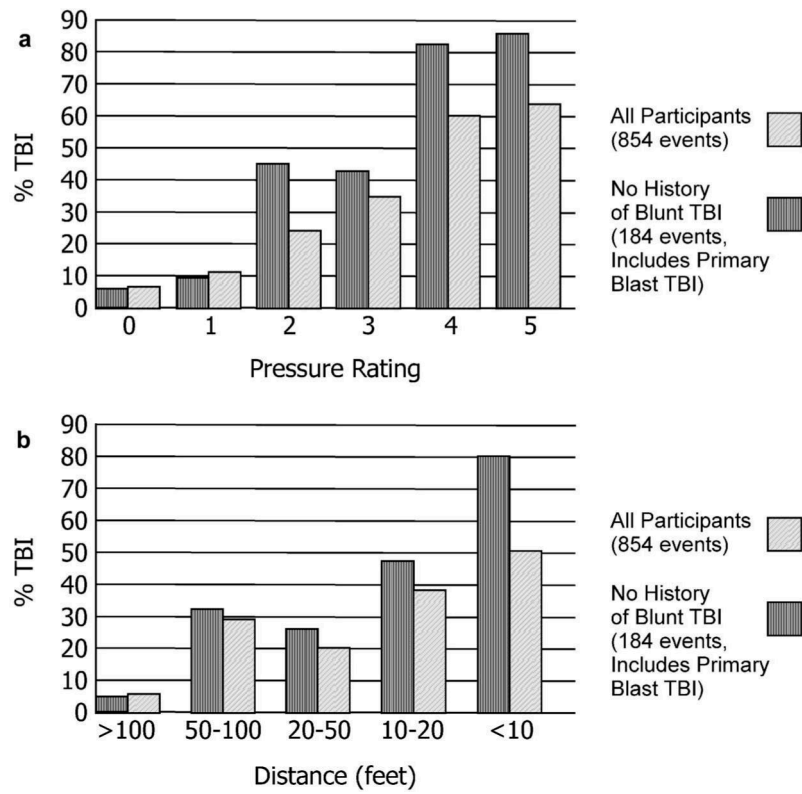 a
90
80
70
60
50
40
30
20
10
0
% TBI
0 1 2 3 4 5
Pressure Rating
All Participants
(854 events)
No History
of Blunt TBI
(184 events,
Includes Primary
Blast TBI)
b
90
80
70
60
50
40
30
20
10
0
% TBI
>100 50-100 20-50 10-20 <10
Distance (feet)
All Participants
(854 events)
No History
of Blunt TBI
(184 events,
Includes Primary
Blast TBI)